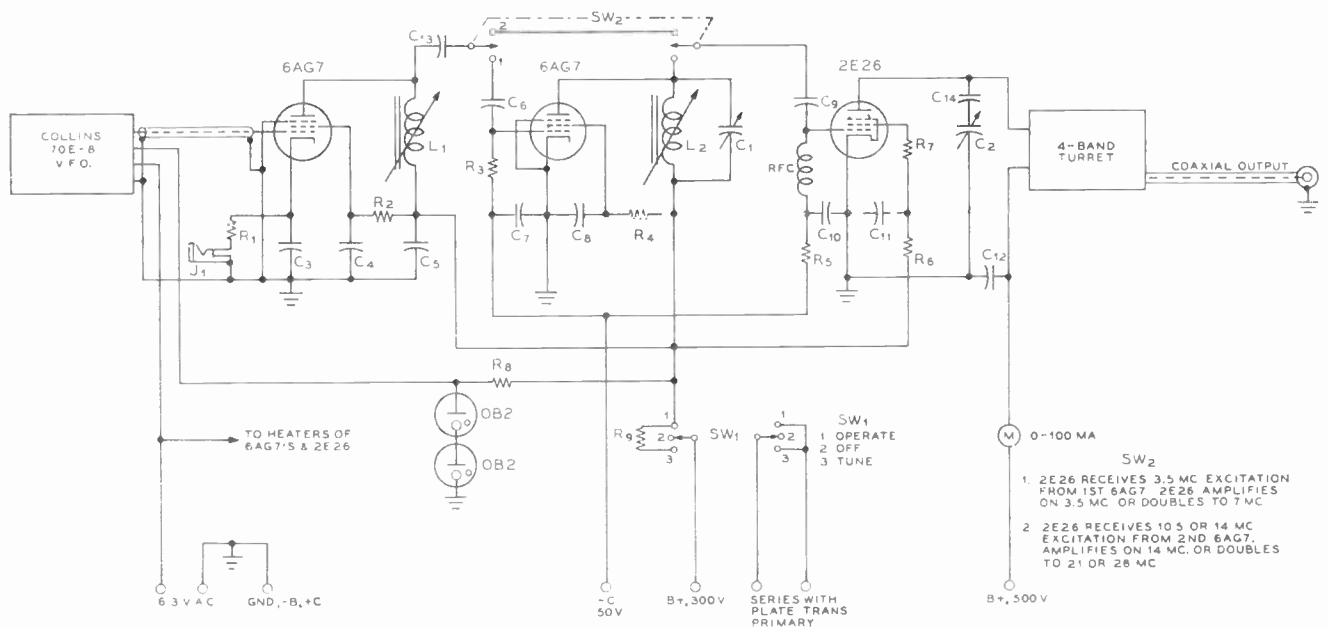 SW2
2
C13
1
6AG7
6AG7
2E26
C6
C9
C14
COLLINS
70E-8
V.F.O.
L1
R3
L2
C1
RFC
R7
C2
4-BAND
TURRET
COAXIAL OUTPUT
R1
R2
J1
C3
C4
C5
C7
C8
R4
C10
C11
R5
R6
C12
R8
OB2
OB2
TO HEATERS OF
6AG7'S & 2E26
R9
1
2
3
SW1
1
2
3
SW1
1 OPERATE
2 OFF
3 TUNE
M
0-100 MA
SW2
1. 2E26 RECEIVES 3.5 MC EXCITATION
FROM 1ST 6AG7 2E26 AMPLIFIES
ON 3.5 MC OR DOUBLES TO 7 MC
2 2E26 RECEIVES 10 5 OR 14 MC
EXCITATION FROM 2ND 6AG7,
AMPLIFIES ON 14 MC, OR DOUBLES
TO 21 OR 28 MC
6 3 V A C
GND, -B, +C
-C
50V
B+, 300V
SERIES WITH
PLATE TRANS
PRIMARY
B+, 500V